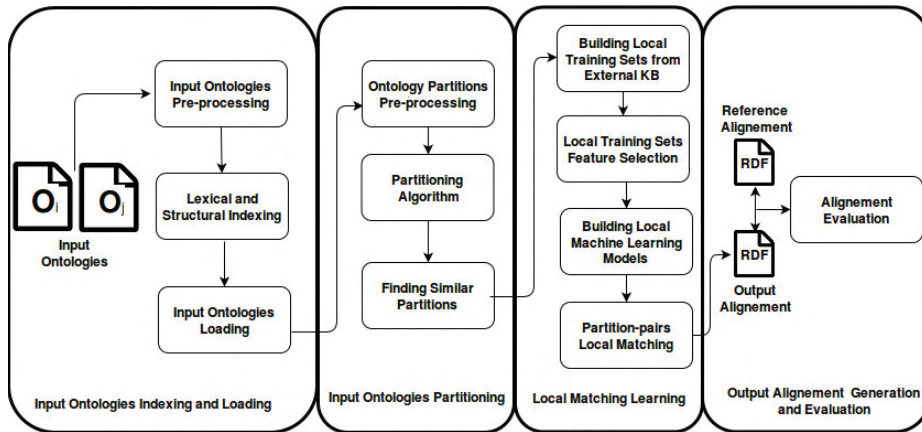 Input Ontologies
Pre-processing
Oi
Oj
Input
Ontologies
Lexical and
Structural Indexing
Input Ontologies
Loading
Input Ontologies Indexing and Loading
Ontology Partitions
Pre-processing
Partitioning
Algorithm
Finding Similar
Partitions
Input Ontologies Partitioning
Building Local
Training Sets from
External KB
Local Training Sets
Feature Selection
Building Local
Machine Learning
Models
Partition-pairs
Local Matching
Local Matching Learning
Reference
Alignement
RDF
Alignement
Evaluation
RDF
Output
Alignement
Output Alignement Generation
and Evaluation